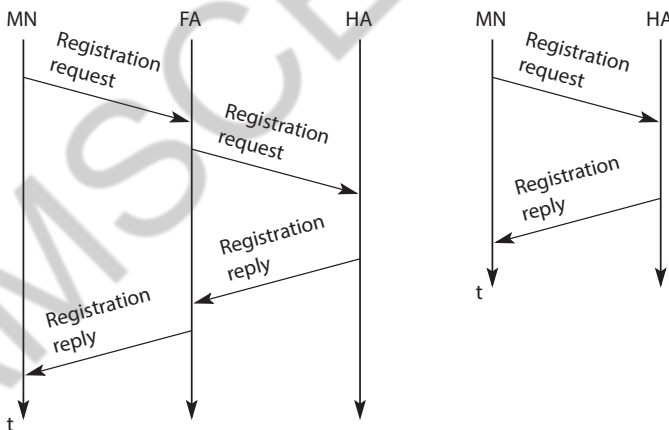 MN FA HA
Registration
request
Registration
request
Registration
reply
Registration
reply
t
MN HA
Registration
request
Registration
reply
t